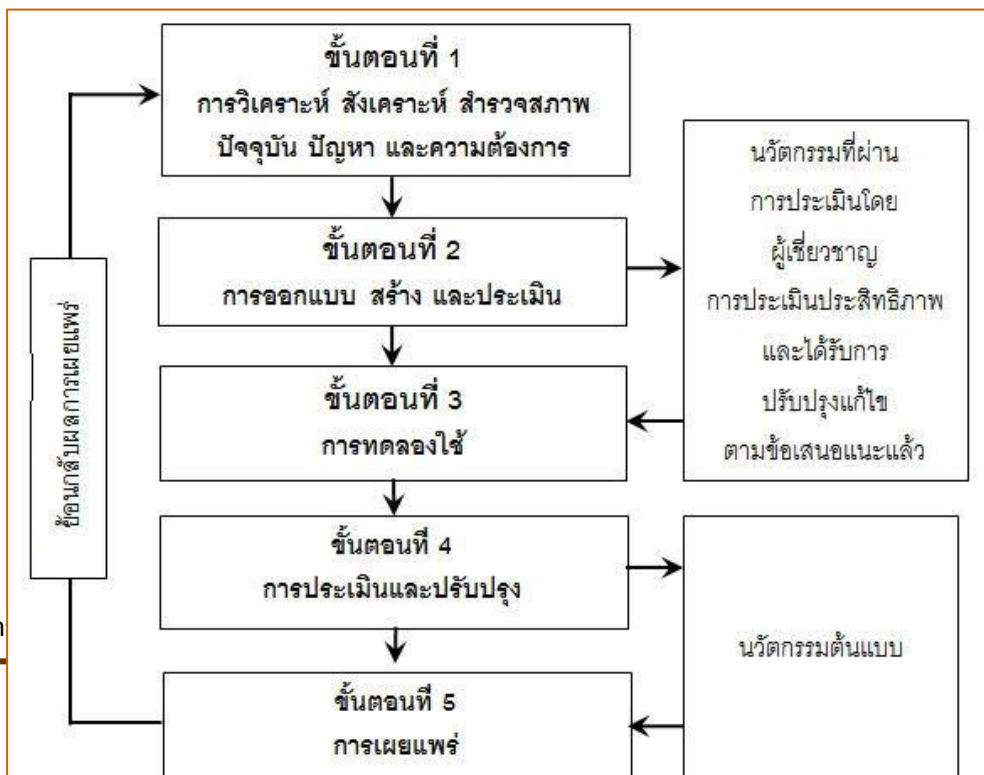 ขั้นตอนที่ 1
การวิเคราะห์ สังเคราะห์ สำรวจสภาพ
ปัจจุบัน ปัญหา และความต้องการ
ขั้นตอนที่ 2
การออกแบบ สร้าง และประเมิน
นวัตกรรมที่ผ่าน
การประเมินโดย
ผู้เชี่ยวชาญ
การประเมินประสิทธิภาพ
และได้รับการ
ปรับปรุงแก้ไข
ตามข้อเสนอแนะแล้ว
ขั้นตอนที่ 3
การทดลองใช้
ขั้นตอนที่ 4
การประเมินและปรับปรุง
นวัตกรรมต้นแบบ
ขั้นตอนที่ 5
การเผยแพร่
ย้อนกลับผลการเผยแพร่